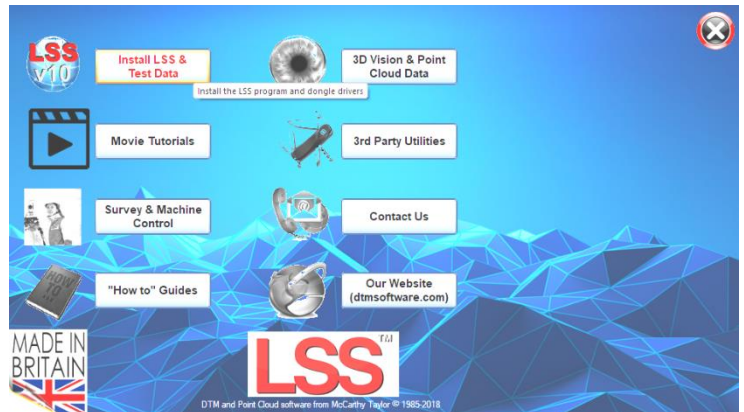 LSS
v10
Install LSS &
Test Data
3D Vision & Point
Cloud Data
Install the LSS program and dongle drivers
Movie Tutorials
3rd Party Utilities
Survey & Machine
Control
Contact Us
HOW
TO
"How to" Guides
Our Website
(dtmsoftware.com)
MADE IN
BRITAIN
LSS™
DTM and Point Cloud software from McCarthy Taylor © 1985-2018